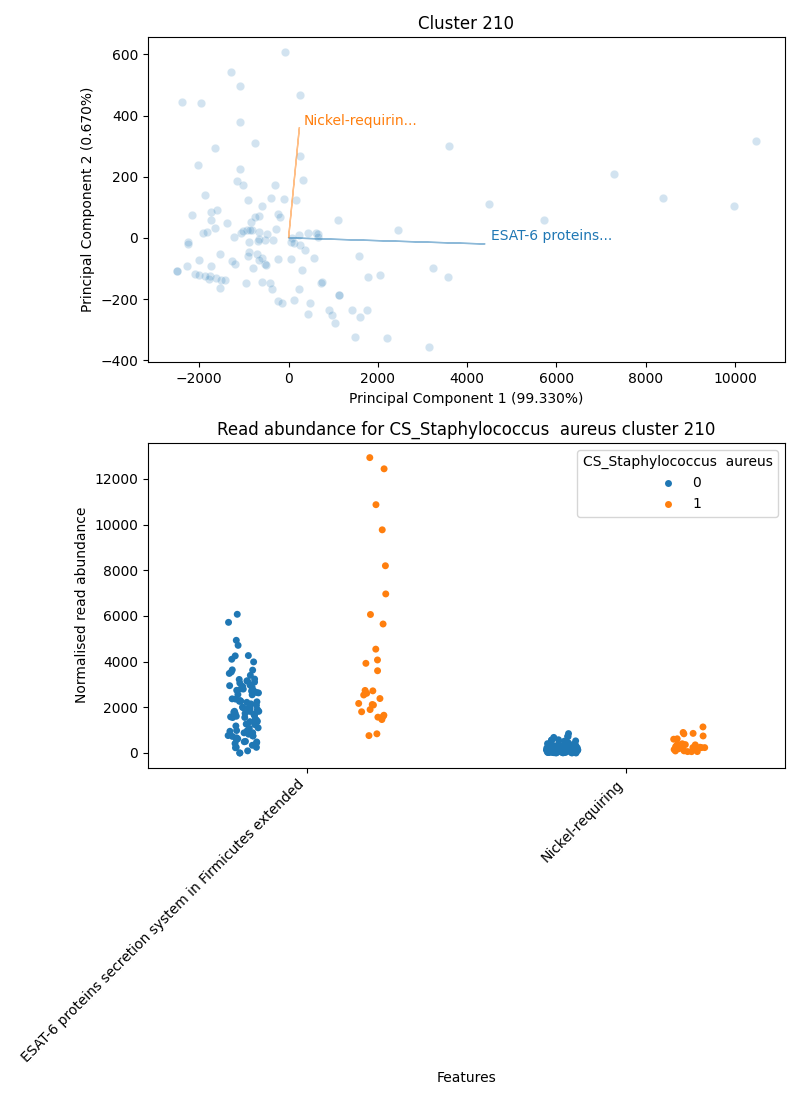 Cluster 210
600
400
200
0
−200
−400
Principal Component 2 (0.670%)
Nickel-requirin...
ESAT-6 proteins...
−2000
0
2000
4000
6000
8000
10000
Principal Component 1 (99.330%)
Read abundance for CS_Staphylococcus  aureus cluster 210
12000
10000
8000
6000
4000
2000
0
Normalised read abundance
CS_Staphylococcus  aureus
0
1
ESAT-6 proteins secretion system in Firmicutes extended
Nickel-requiring
Features